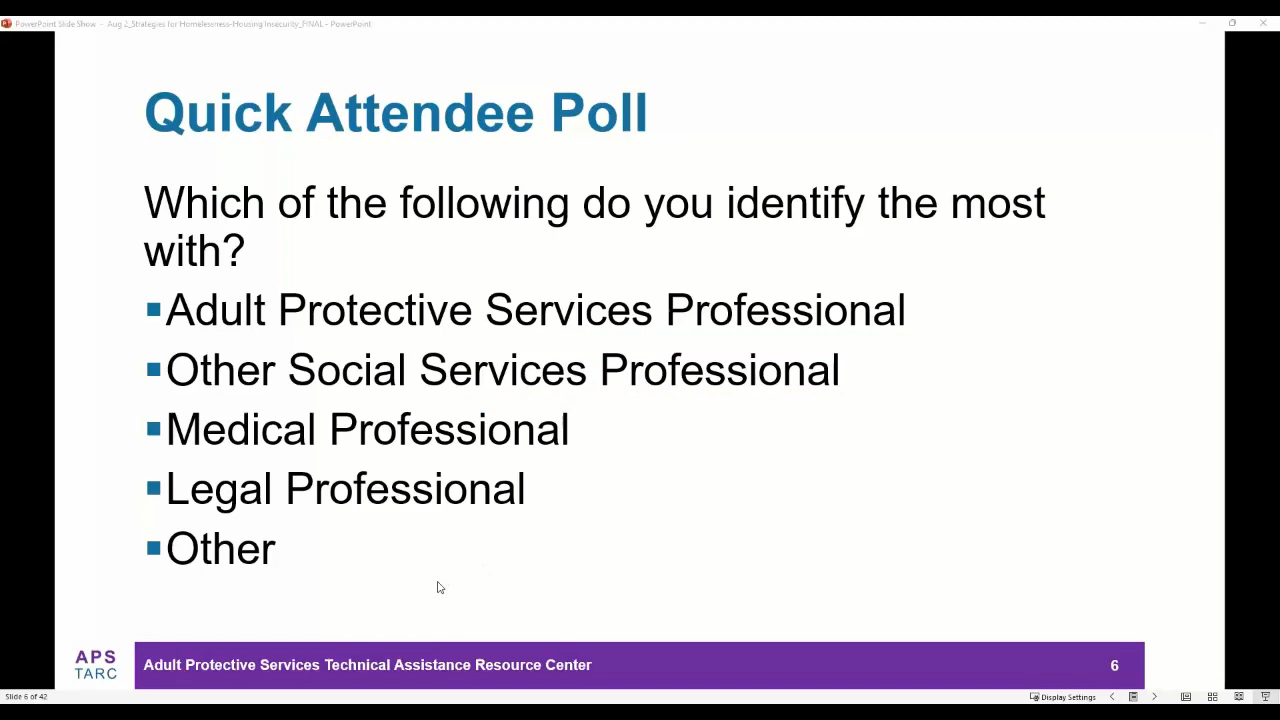 PowerPoint Slide Show - Aug 2_Strategies for Homelessness-Housing Insecurity_FINAL - PowerPoint
Quick Attendee Poll
Which of the following do you identify the most
with?
▪Adult Protective Services Professional
▪Other Social Services Professional
▪Medical Professional
▪Legal Professional
▪Other
APS
TARC
Adult Protective Services Technical Assistance Resource Center
6
Slide 6 of 42
Display Settings